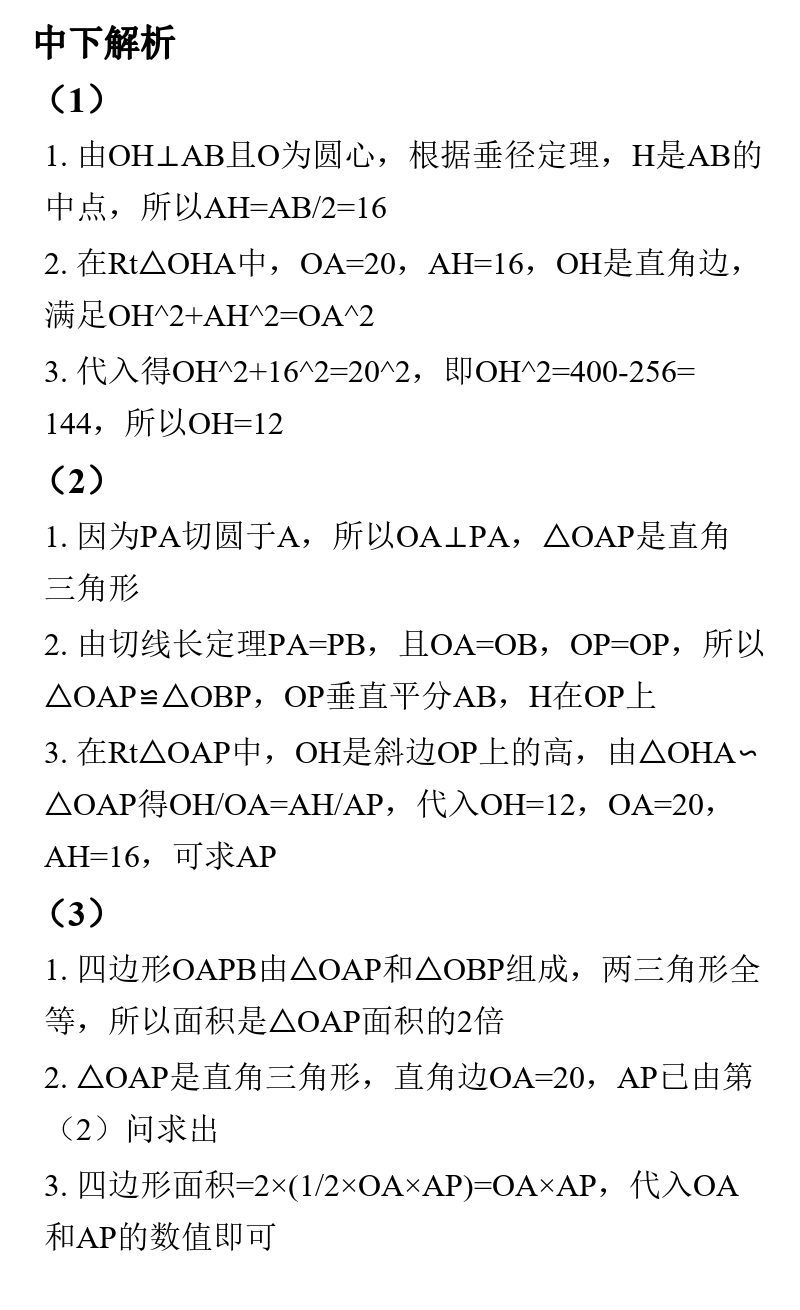 中下解析
（1）
1. 由OH⊥AB且O为圆心，根据垂径定理，H是AB的
中点，所以AH=AB/2=16
2. 在Rt△OHA中，OA=20，AH=16，OH是直角边，
满足OH^2+AH^2=OA^2
3. 代入得OH^2+16^2=20^2，即OH^2=400-256=
144，所以OH=12
（2）
1. 因为PA切圆于A，所以OA⊥PA，△OAP是直角
三角形
2. 由切线长定理PA=PB，且OA=OB，OP=OP，所以
△OAP≌△OBP，OP垂直平分AB，H在OP上
3. 在Rt△OAP中，OH是斜边OP上的高，由△OHA∽
△OAP得OH/OA=AH/AP，代入OH=12，OA=20，
AH=16，可求AP
（3）
1. 四边形OAPB由△OAP和△OBP组成，两三角形全
等，所以面积是△OAP面积的2倍
2. △OAP是直角三角形，直角边OA=20，AP已由第
（2）问求出
3. 四边形面积=2×(1/2×OA×AP)=OA×AP，代入OA
和AP的数值即可